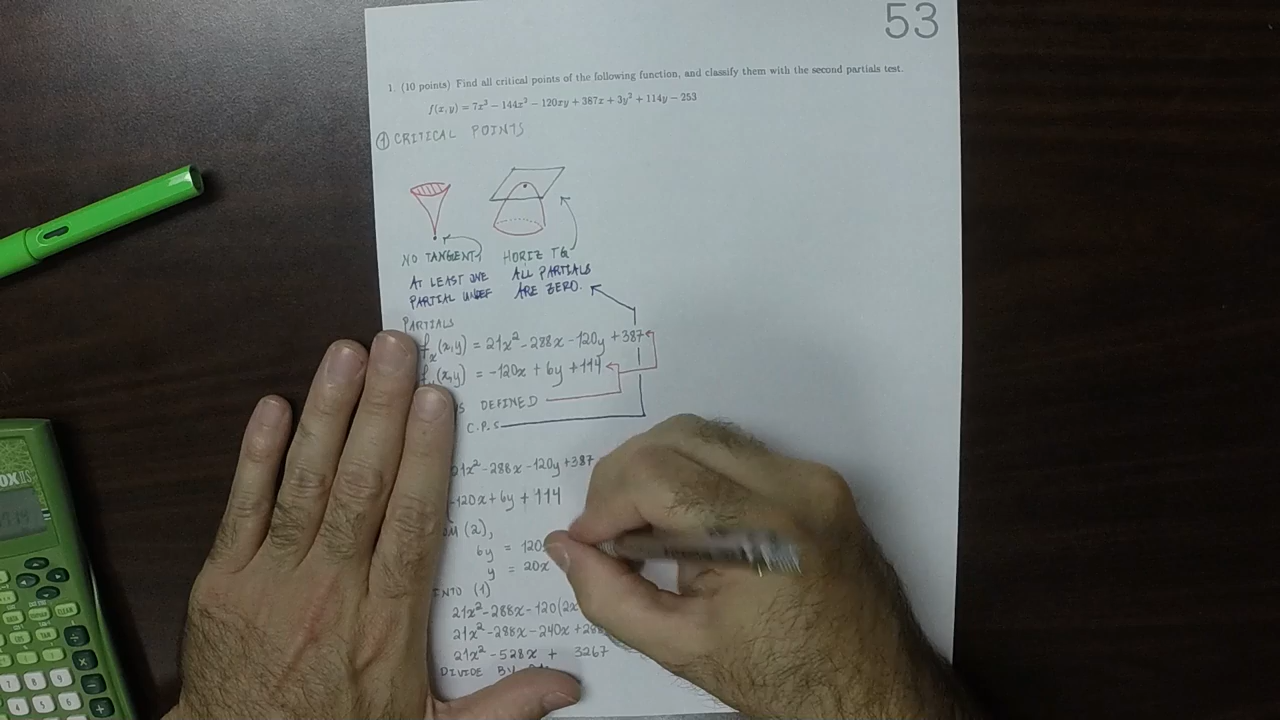 53
1. (10 points) Find all critical points of the following function, and classify them with the second partials test.
f(x, y) = 7x³ − 144x² − 120xy + 387x + 3y² + 114y − 253
① CRITICAL POINTS
NO TANGENT HORIZ TG
AT LEAST ONE ALL PARTIALS
PARTIAL UNDEF ARE ZERO.
PARTIALS
fx(x,y) = 21x²-288x-120y+387
(x,y) = -120x+6y+114
DEFINED
C.P.S
21x²-288x-120y+387
-120x+6y+114
(2),
6y = 120
y = 20x
(1)
21x²-288x-120(2
21x²-288x-240x+
21x²-528x+ 3267
DIVIDE BY